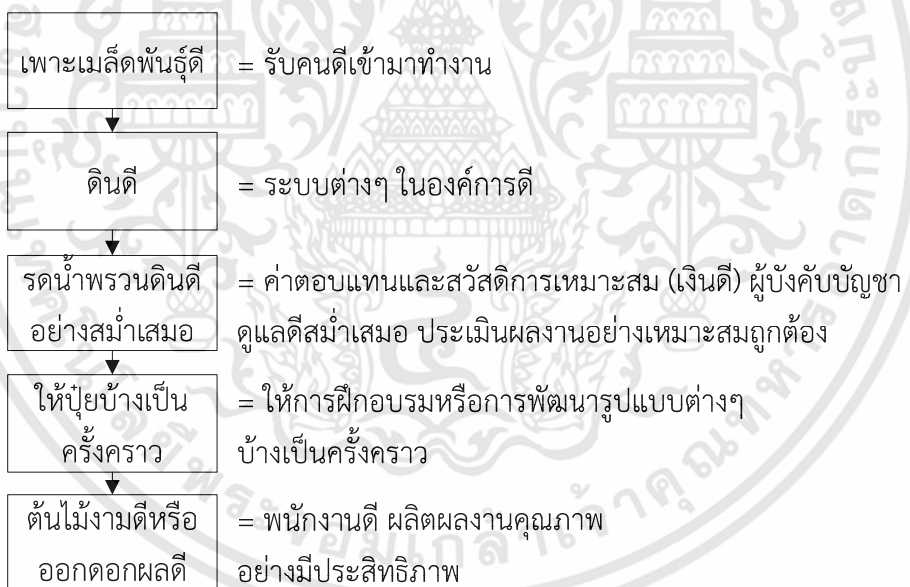 เพาะเมล็ดพันธุ์ดี = รับคนดีเข้ามาทำงาน
ดินดี = ระบบต่างๆ ในองค์การดี
รดน้ำพรวนดินดี = ค่าตอบแทนและสวัสดิการเหมาะสม (เงินดี) ผู้บังคับบัญชา
อย่างสม่ำเสมอ ดูแลดีสม่ำเสมอ ประเมินผลงานอย่างเหมาะสมถูกต้อง
ให้ปุ๋ยบ้างเป็น = ให้การฝึกอบรมหรือการพัฒนารูปแบบต่างๆ
ครั้งคราว บ้างเป็นครั้งคราว
ต้นไม้งามดีหรือ = พนักงานดี ผลิตผลงานคุณภาพ
ออกดอกผลดี อย่างมีประสิทธิภาพ